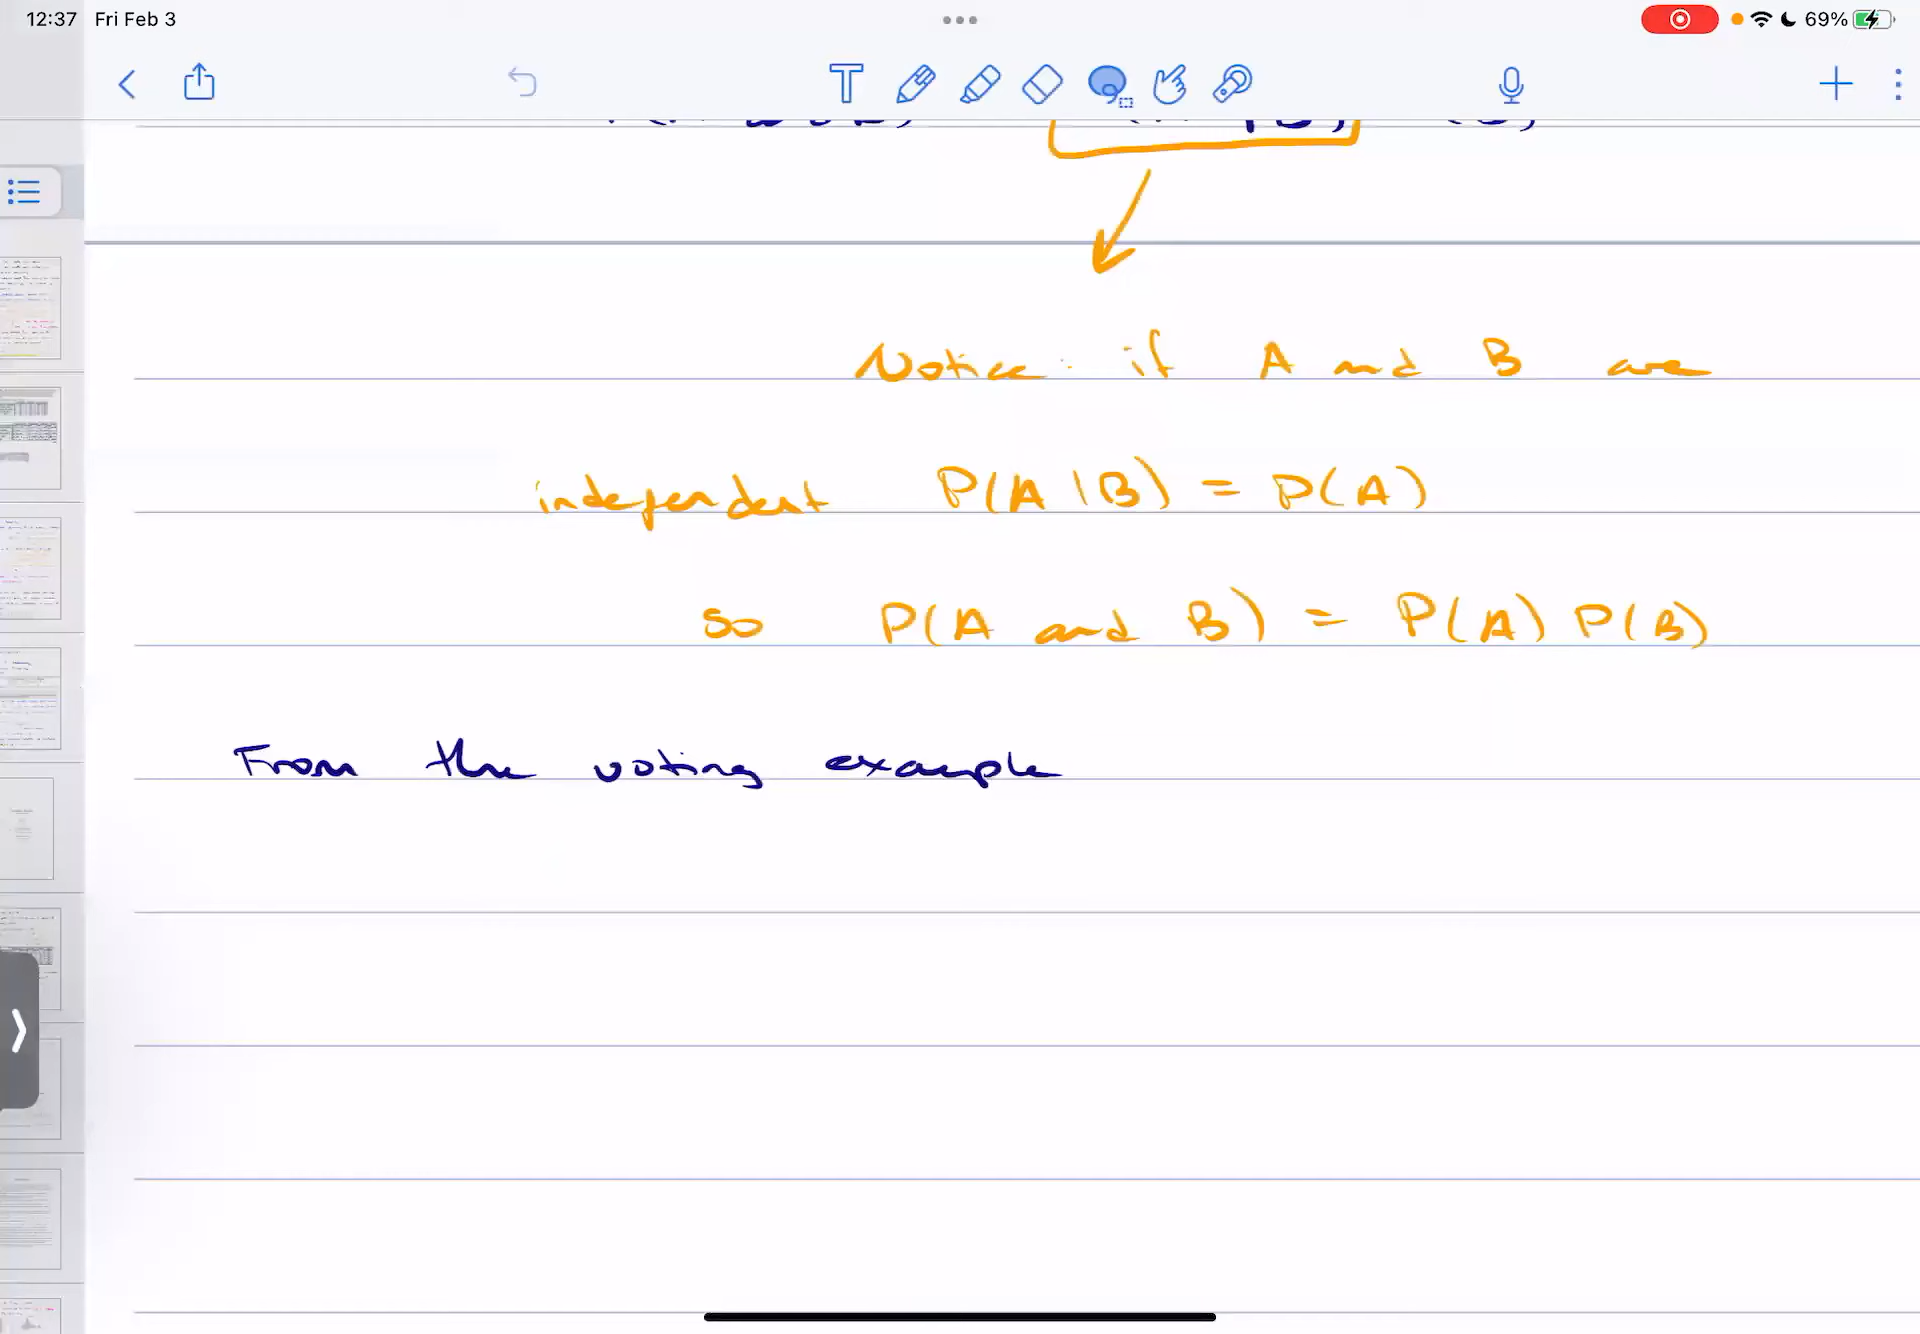 12:37 Fri Feb 3
69%
Notice: if A and B are
independent P(A|B) = P(A)
so P(A and B) = P(A) P(B)
From the voting example